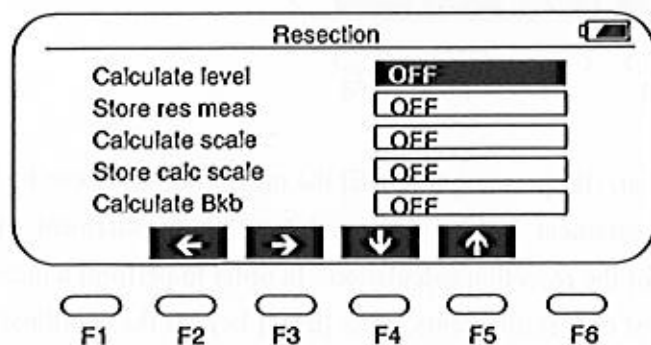 Resection
Calculate level OFF
Store res meas OFF
Calculate scale OFF
Store calc scale OFF
Calculate Bkb OFF
F1 F2 F3 F4 F5 F6